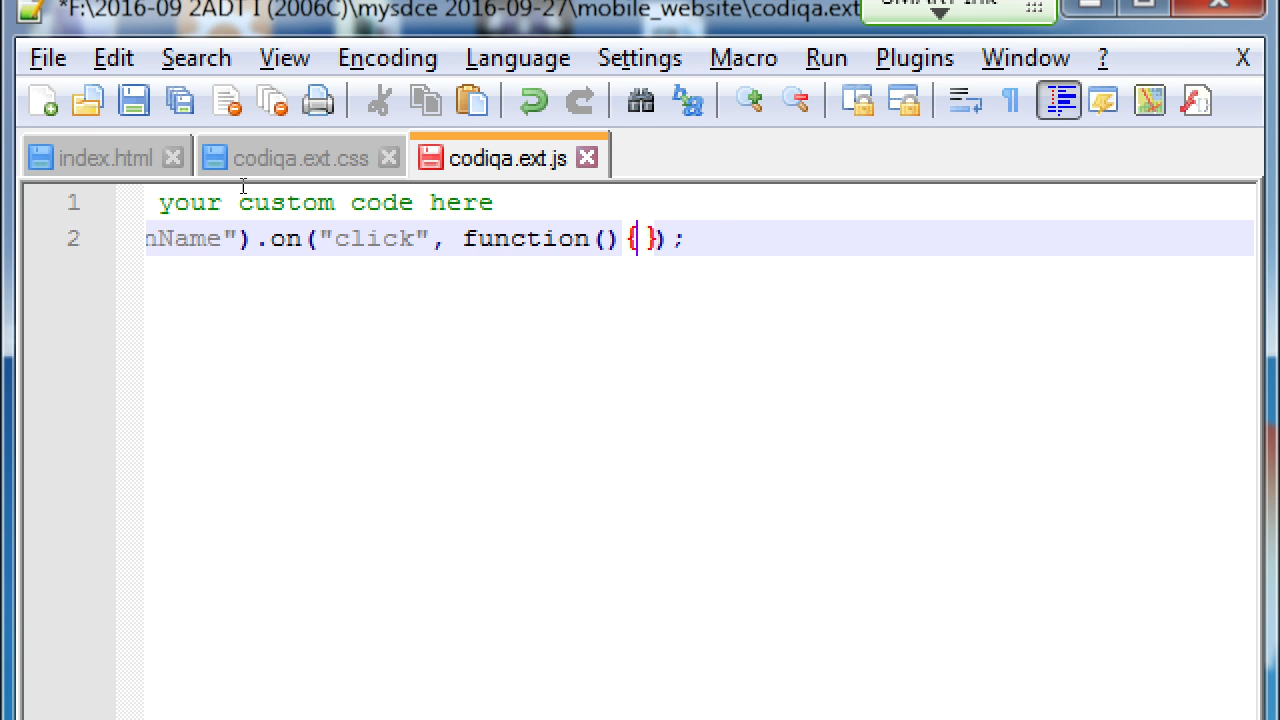 *F:\2016-09 2ADTT (2006C)\mysdce 2016-09-27\mobile_website\codiqa.ext
File Edit Search View Encoding Language Settings Macro Run Plugins Window ? X
index.html codiqa.ext.css codiqa.ext.js
1 your custom code here
2 nName").on("click", function(){ });